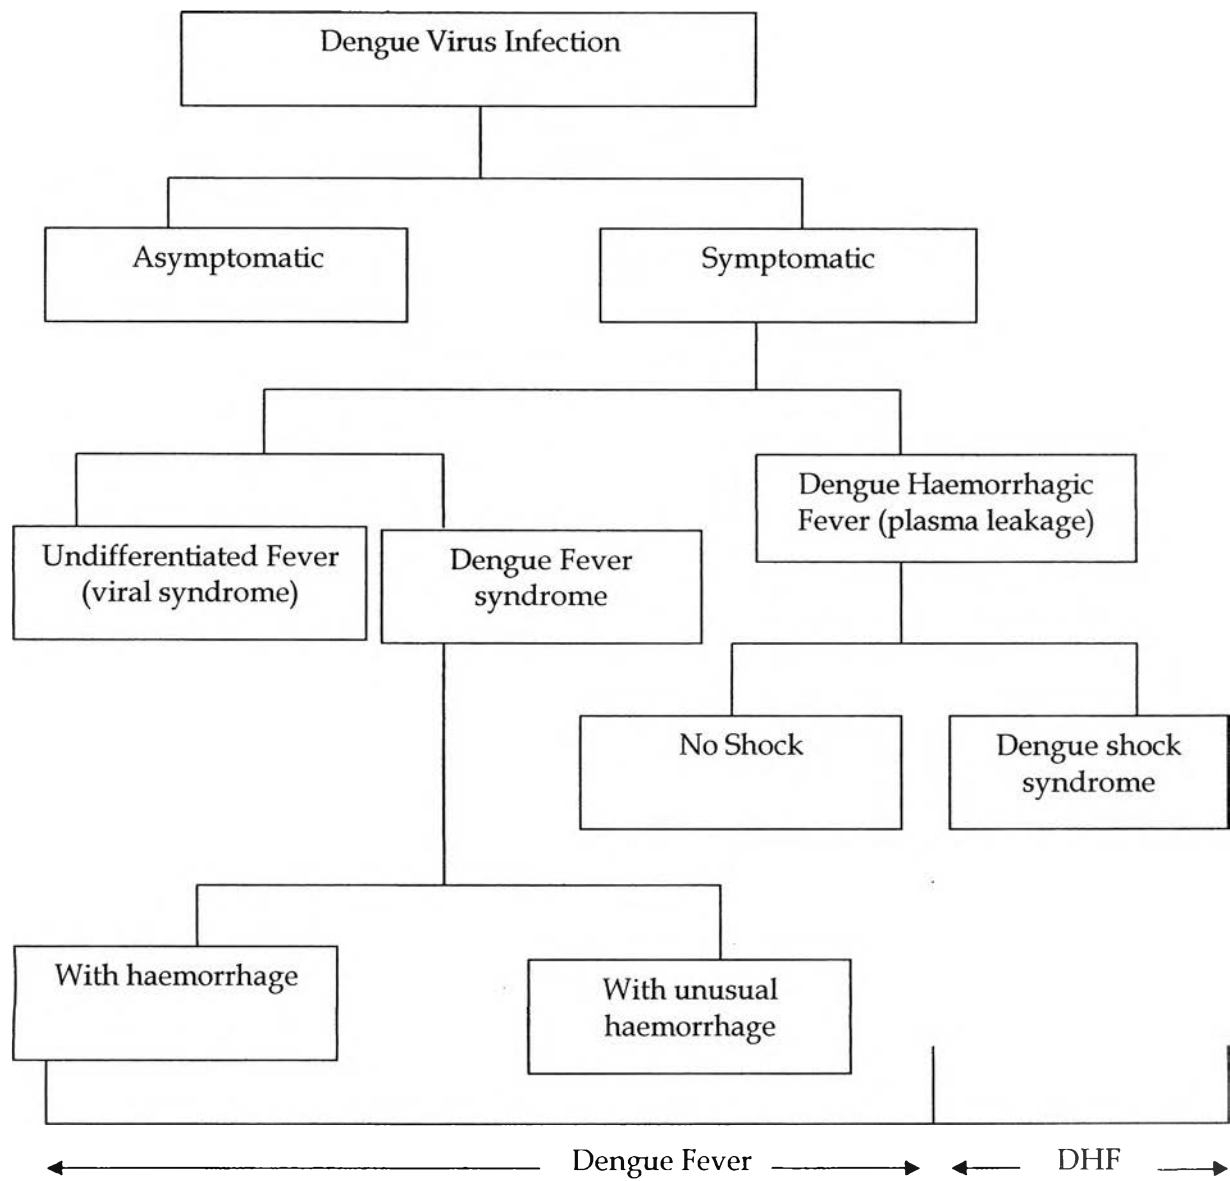 Dengue Virus Infection
Asymptomatic
Symptomatic
Dengue Haemorrhagic
Fever (plasma leakage)
Undifferentiated Fever
(viral syndrome)
Dengue Fever
syndrome
No Shock
Dengue shock
syndrome
With haemorrhage
With unusual
haemorrhage
Dengue Fever
DHF